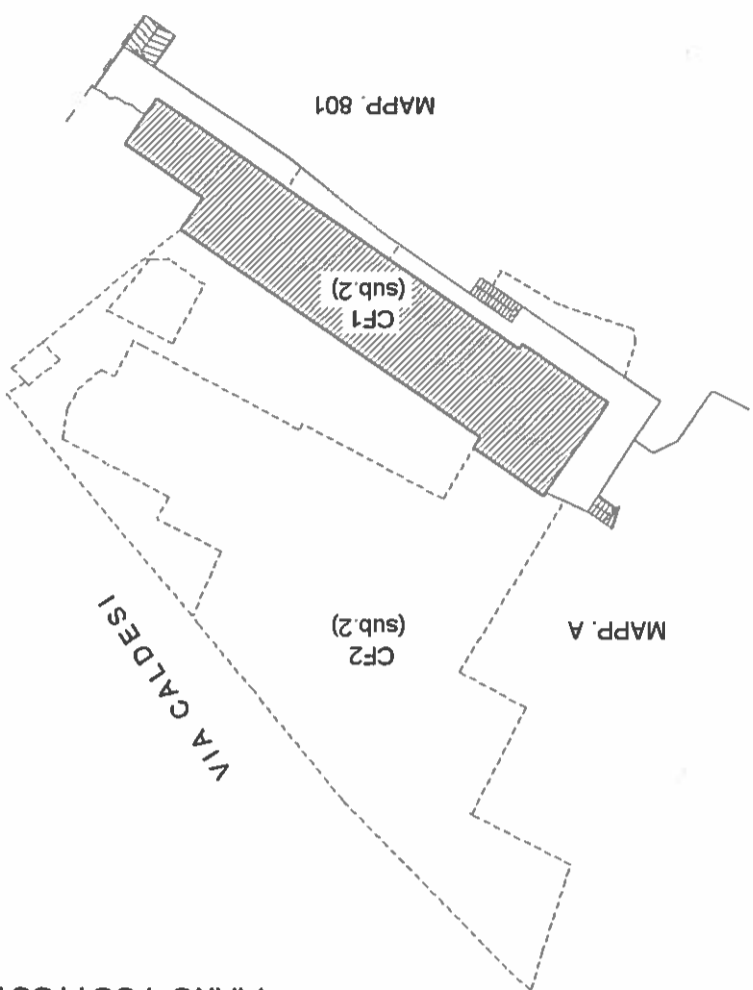 VIA CALDESI
CF2
(sub.2)
MAPP. A
CF1
(sub.2)
MAPP. 801